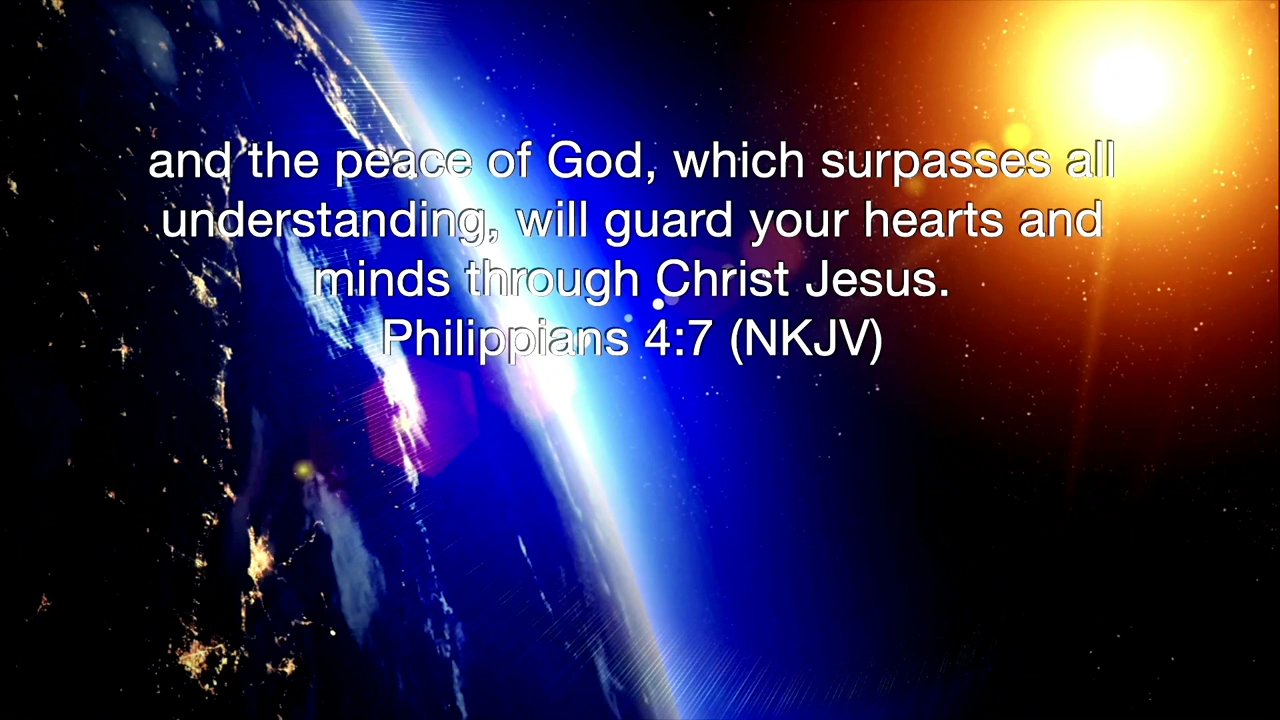 and the peace of God, which surpasses all
understanding, will guard your hearts and
minds through Christ Jesus.
Philippians 4:7 (NKJV)